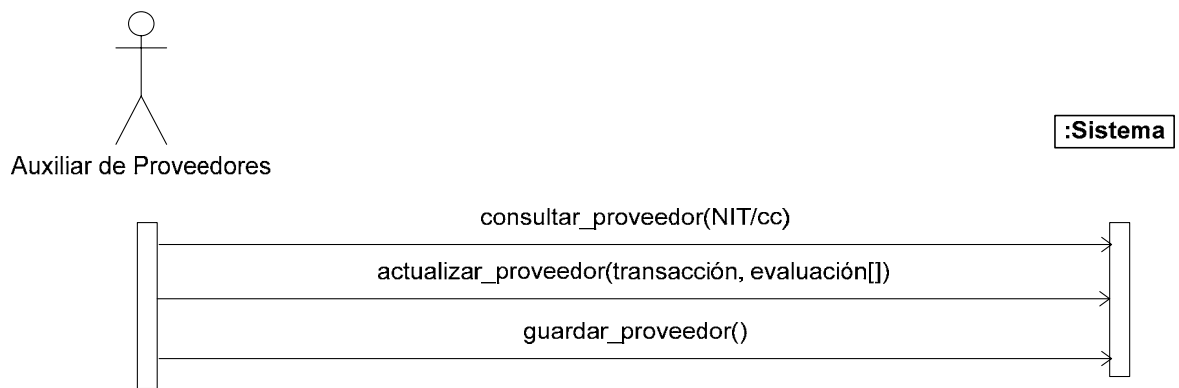 :Sistema
Auxiliar de Proveedores
consultar_proveedor(NIT/cc)
actualizar_proveedor(transacción, evaluación[])
guardar_proveedor()